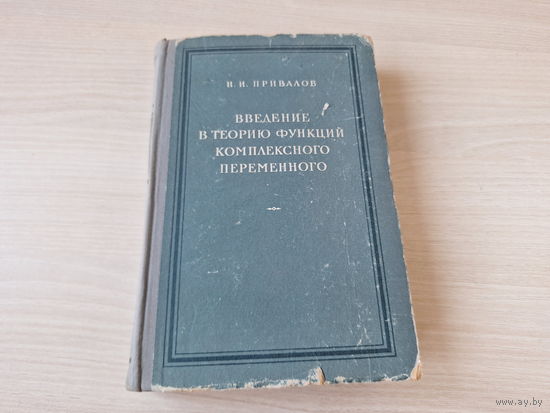 И. И. ПРИВАЛОВ
ВВЕДЕНИЕ
В ТЕОРИЮ ФУНКЦИЙ
КОМПЛЕКСНОГО
ПЕРЕМЕННОГО
www.ay.by